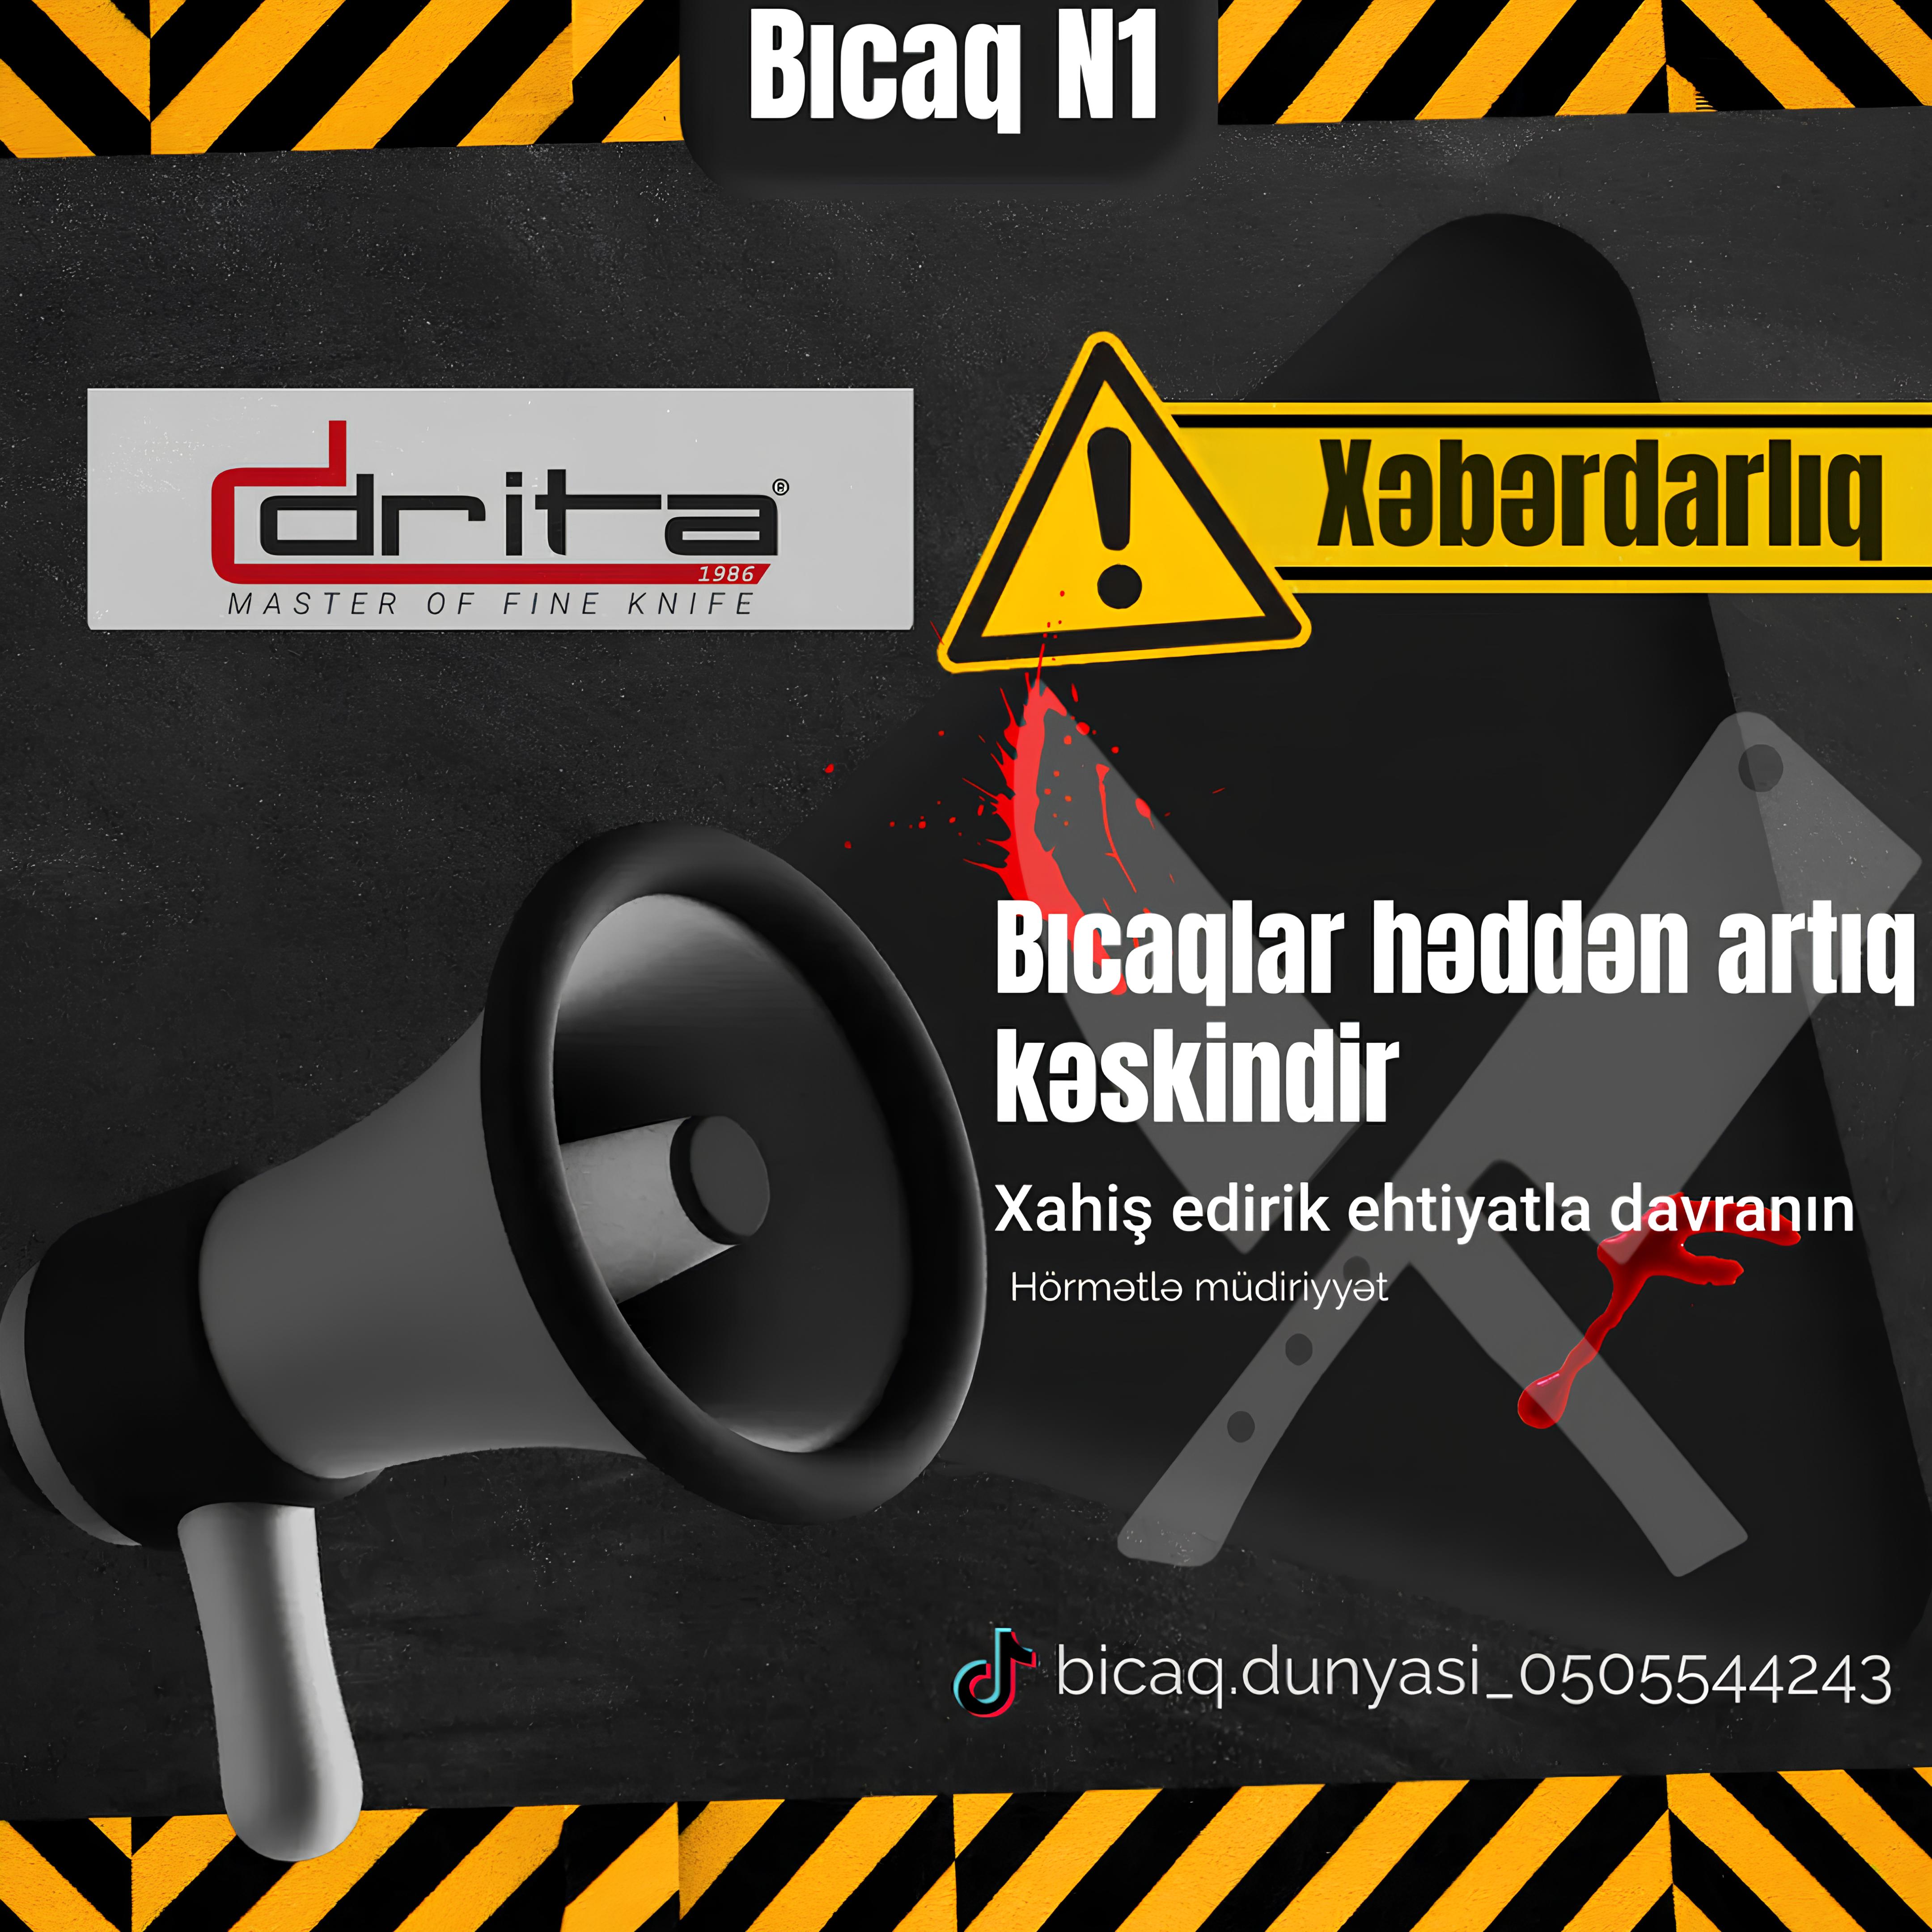 Bıcaq N1
drita®
1986
MASTER OF FINE KNIFE
Xəbərdarlıq
Bıcaqlar həddən artıq
kəskindir
Xahiş edirik ehtiyatla davranın
Hörmətlə müdiriyyət
bicaq.dunyasi_0505544243